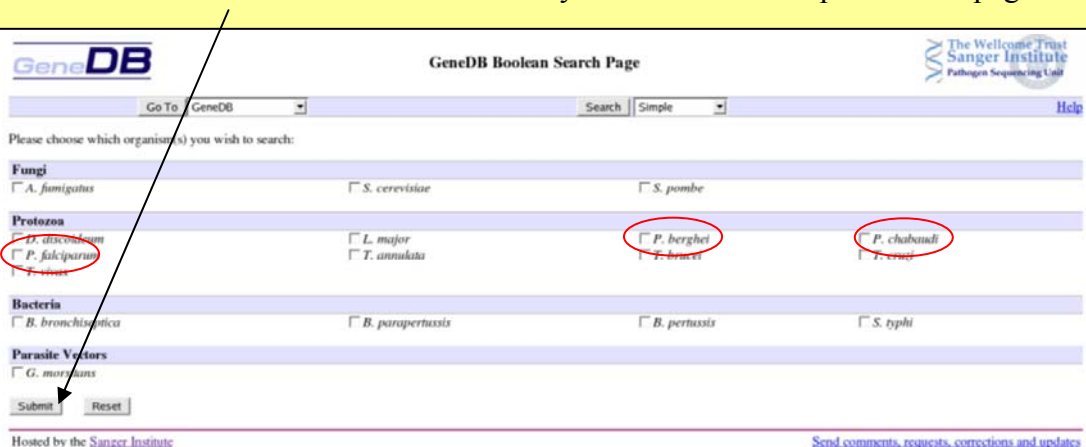 GeneDB
GeneDB Boolean Search Page
The Wellcome Trust
Sanger Institute
Pathogen Sequencing Unit
Go To GeneDB Search Simple Help
Please choose which organism(s) you wish to search:
Fungi
A. fumigatus S. cerevisiae S. pombe
Protozoa
D. discoideum L. major P. berghei P. chabaudi
P. falciparum T. annulata T. brucei T. cruzi
T. vivax
Bacteria
B. bronchiseptica B. parapertussis B. pertussis S. typhi
Parasite Vectors
G. morsitans
Submit Reset
Hosted by the Sanger Institute Send comments, requests, corrections and updates